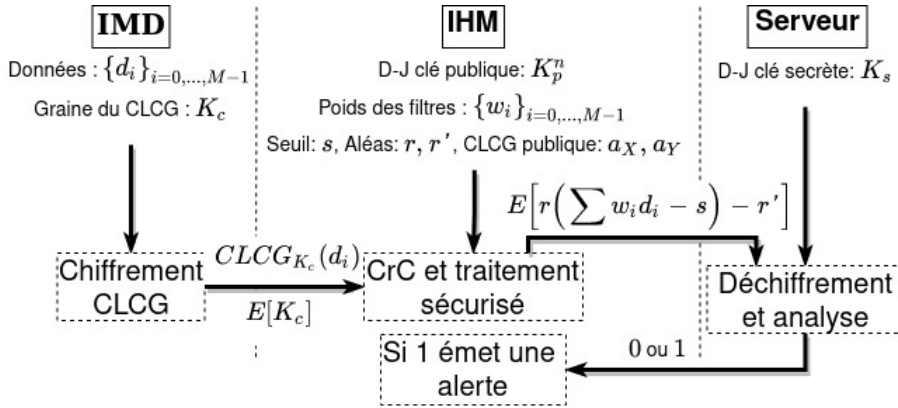 IMD
Données : {d_i}_{i=0,...,M−1}
Graine du CLCG : K_c
IHM
D-J clé publique: K_p^n
Poids des filtres : {w_i}_{i=0,...,M−1}
Seuil: s, Aléas: r, r', CLCG publique: a_X, a_Y
Serveur
D-J clé secrète: K_s
E[r(∑ w_i d_i − s) − r']
Chiffrement
CLCG
CLCG_{K_c}(d_i)
E[K_c]
CrC et traitement
sécurisé
Déchiffrement
et analyse
0 ou 1
Si 1 émet une
alerte